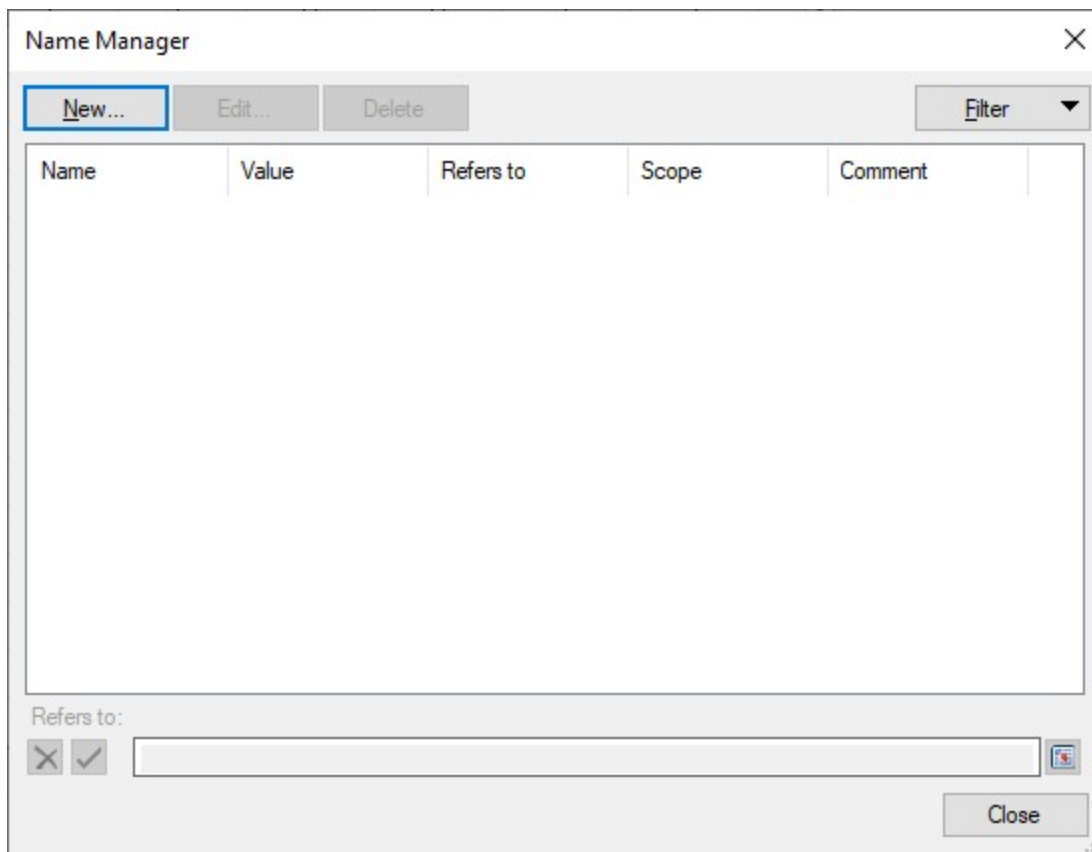 Name Manager
New... Edit... Delete Filter
Name Value Refers to Scope Comment
Refers to:
Close